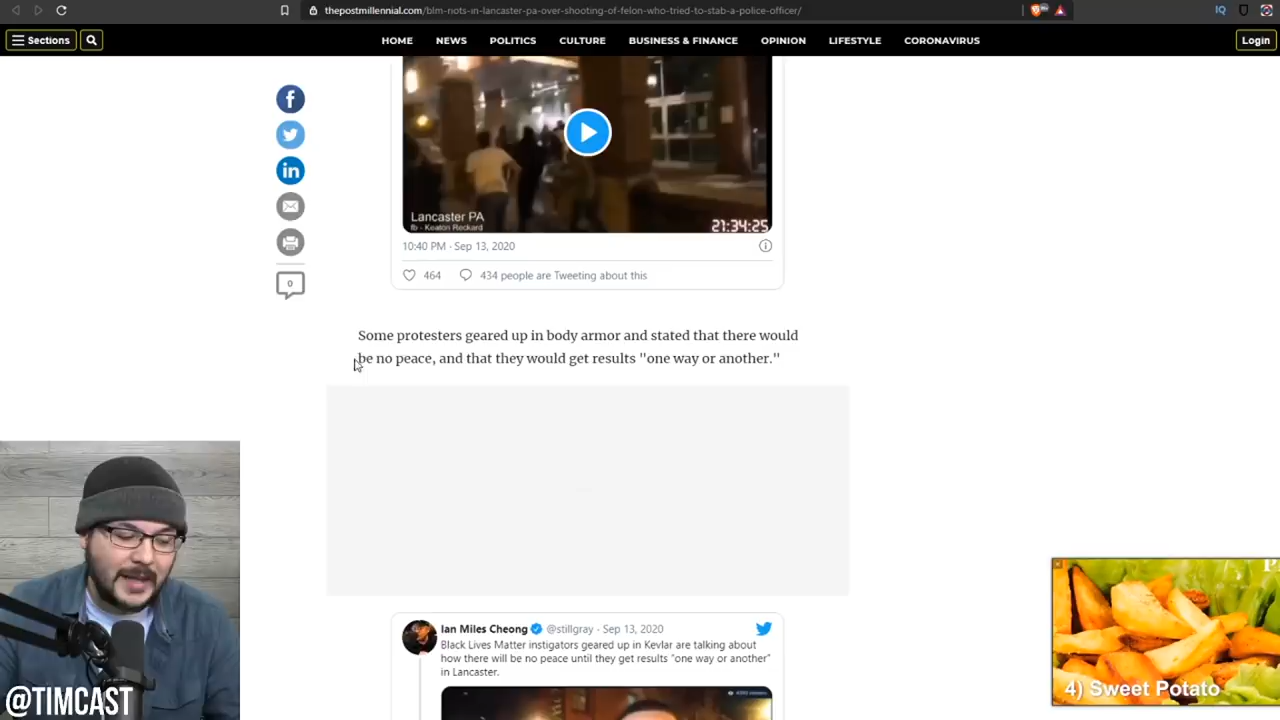 thepostmillennial.com/blm-riots-in-lancaster-pa-over-shooting-of-felon-who-tried-to-stab-a-police-officer/
Sections
HOME NEWS POLITICS CULTURE BUSINESS & FINANCE OPINION LIFESTYLE CORONAVIRUS
Login
Lancaster PA
fb - Keaton Reckard
21:34:25
10:40 PM · Sep 13, 2020
464 434 people are Tweeting about this
0
Some protesters geared up in body armor and stated that there would
be no peace, and that they would get results "one way or another."
Ian Miles Cheong @stillgray · Sep 13, 2020
Black Lives Matter instigators geared up in Kevlar are talking about
how there will be no peace until they get results "one way or another"
in Lancaster.
4) Sweet Potato
@TIMCAST